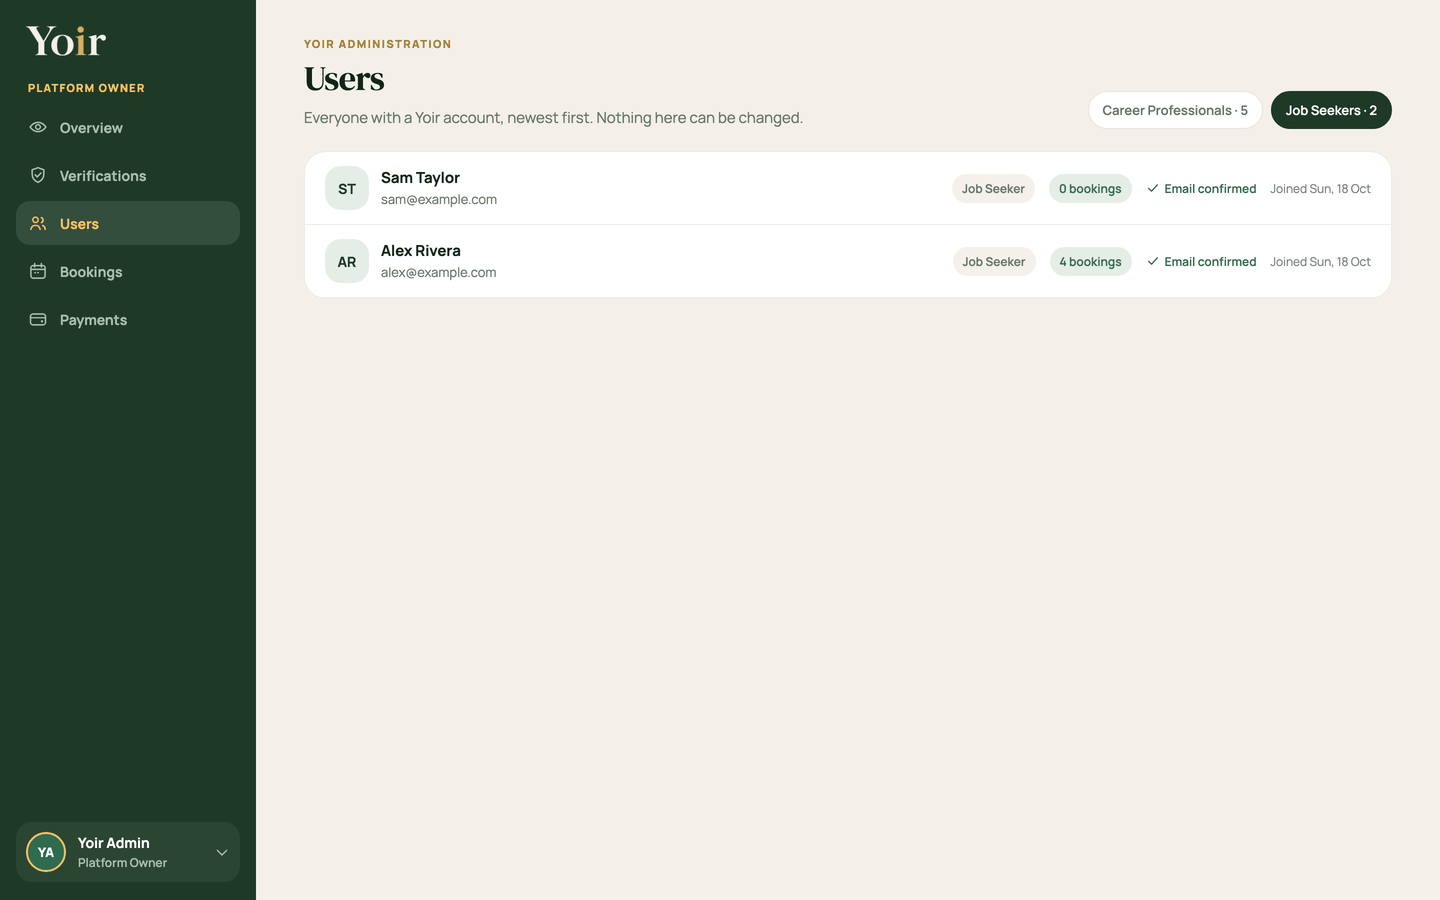 Yoir
PLATFORM OWNER
Overview
Verifications
Users
Bookings
Payments
YA
Yoir Admin
Platform Owner
YOIR ADMINISTRATION
Users
Everyone with a Yoir account, newest first. Nothing here can be changed.
Career Professionals · 5
Job Seekers · 2
ST
Sam Taylor
sam@example.com
Job Seeker
0 bookings
Email confirmed
Joined Sun, 18 Oct
AR
Alex Rivera
alex@example.com
Job Seeker
4 bookings
Email confirmed
Joined Sun, 18 Oct